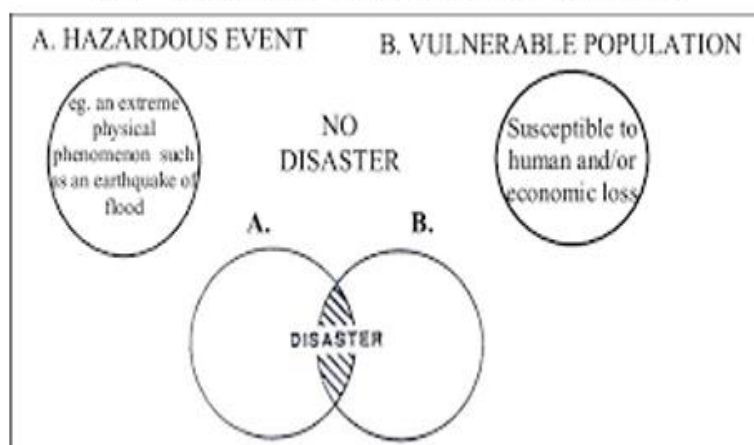 A. HAZARDOUS EVENT
B. VULNERABLE POPULATION
eg. an extreme
physical
phenomenon such
as an earthquake of
flood
NO
DISASTER
Susceptible to
human and/or
economic loss
A.
B.
DISASTER